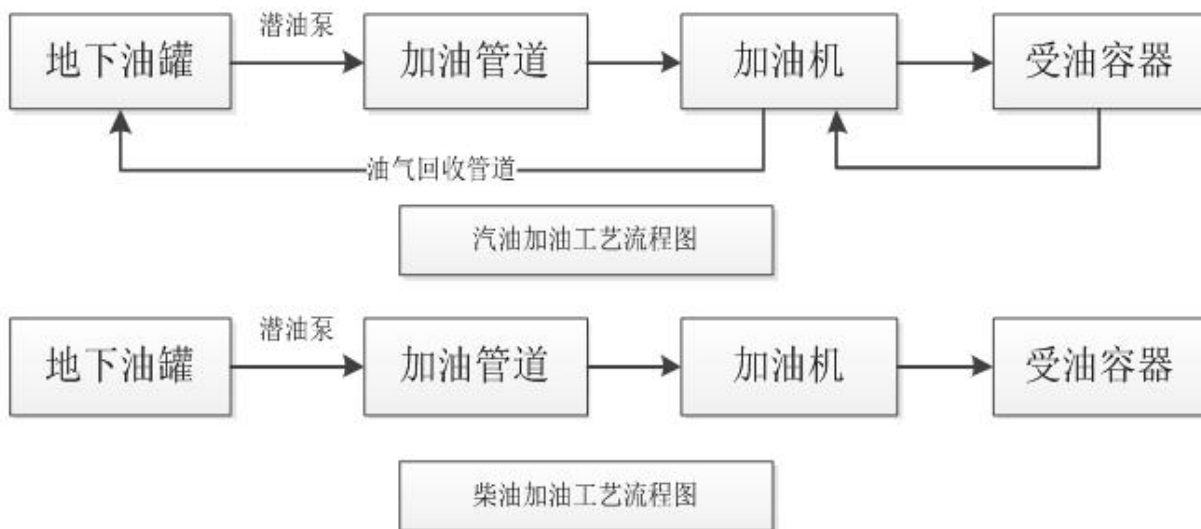 潜油泵
地下油罐 加油管道 加油机 受油容器
油气回收管道
汽油加油工艺流程图
潜油泵
地下油罐 加油管道 加油机 受油容器
柴油加油工艺流程图